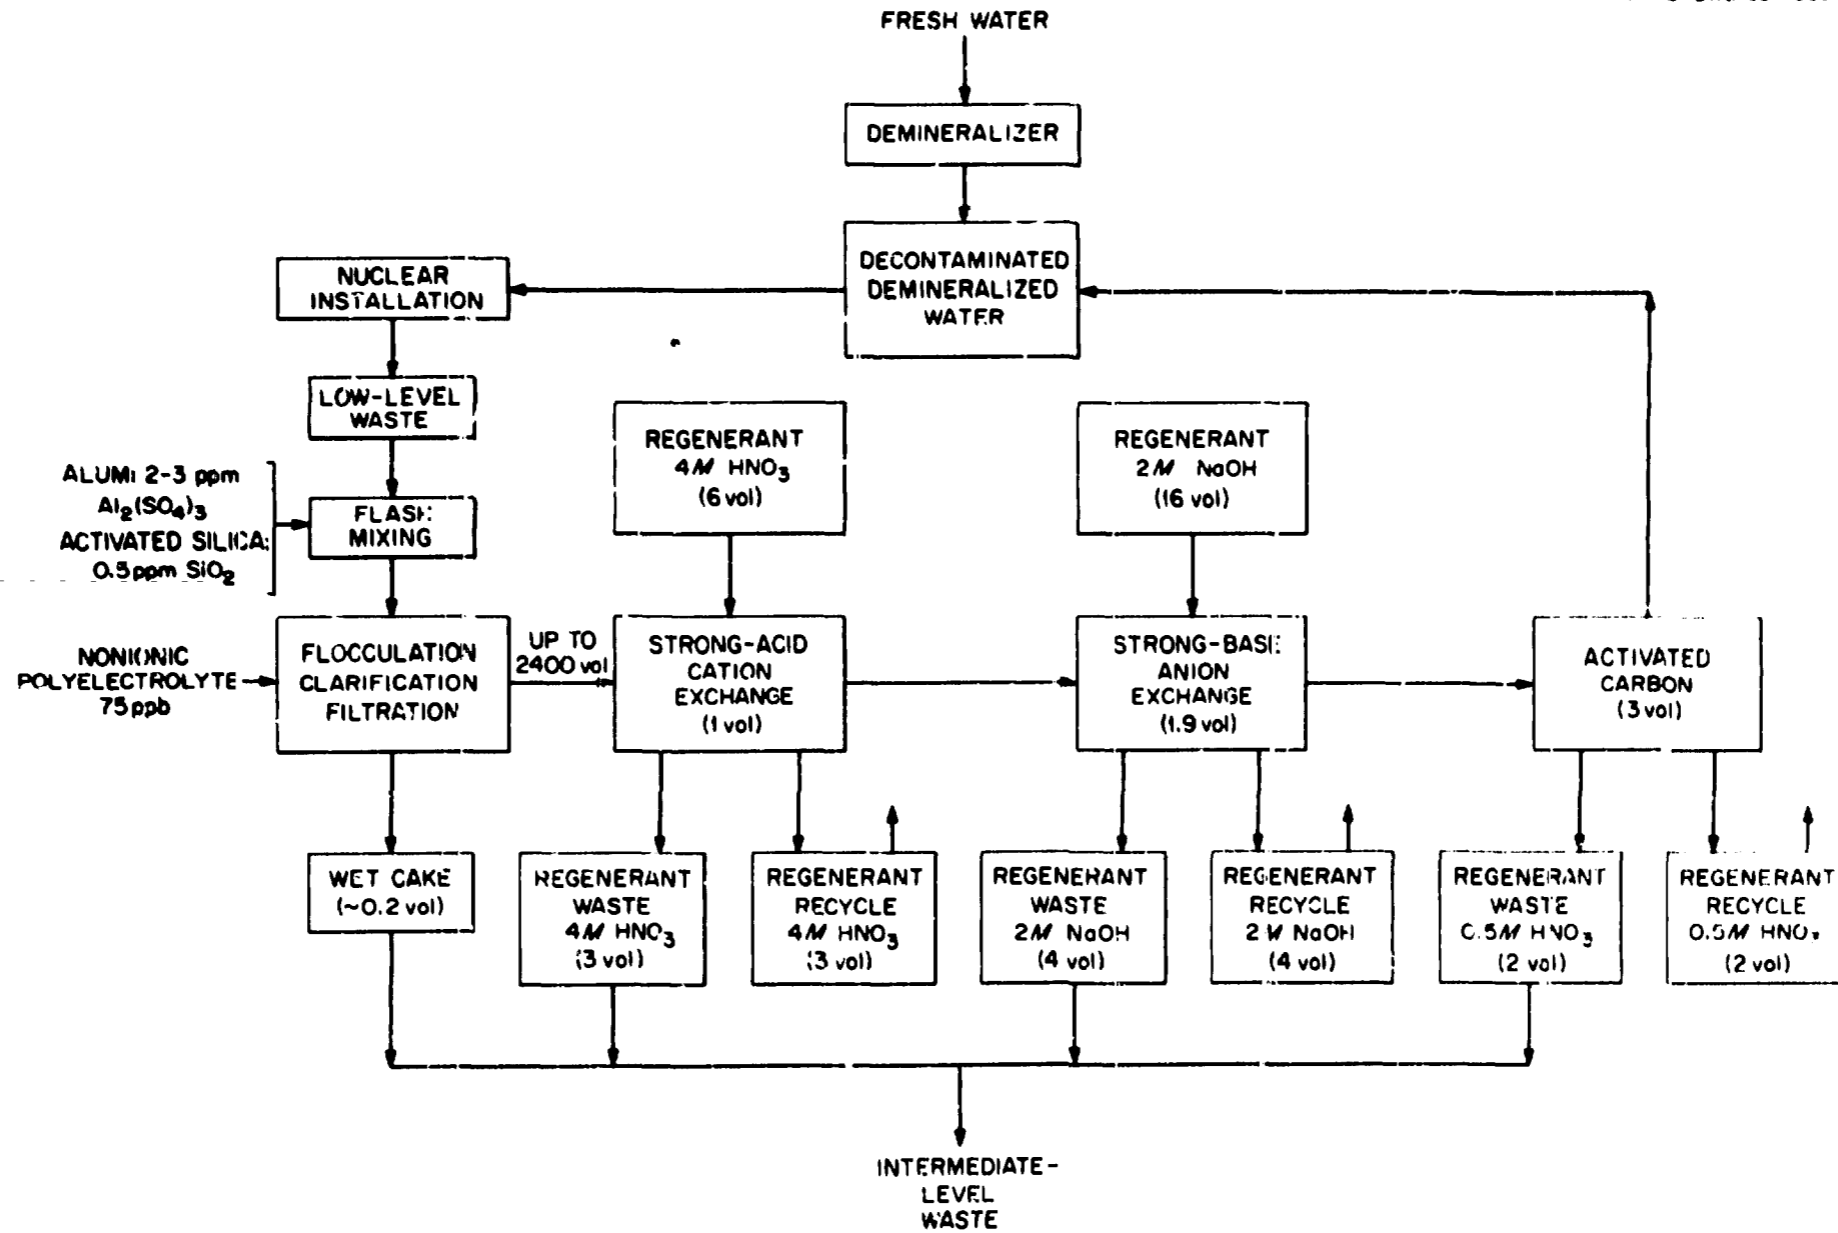 FRESH WATER
DEMINERALIZER
DECONTAMINATED
DEMINERALIZED
WATER
NUCLEAR
INSTALLATION
LOW-LEVEL
WASTE
REGENERANT
4M HNO3
(6 vol)
REGENERANT
2M NaOH
(16 vol)
ALUM: 2-3 ppm
Al2(SO4)3
ACTIVATED SILICA:
0.5 ppm SiO2
FLASH
MIXING
NONIONIC
POLYELECTROLYTE
75 ppb
FLOCCULATION
CLARIFICATION
FILTRATION
UP TO
2400 vol
STRONG-ACID
CATION
EXCHANGE
(1 vol)
STRONG-BASE
ANION
EXCHANGE
(1.9 vol)
ACTIVATED
CARBON
(3 vol)
WET CAKE
(~0.2 vol)
REGENERANT
WASTE
4M HNO3
(3 vol)
REGENERANT
RECYCLE
4M HNO3
(3 vol)
REGENERANT
WASTE
2M NaOH
(4 vol)
REGENERANT
RECYCLE
2M NaOH
(4 vol)
REGENERANT
WASTE
0.5M HNO3
(2 vol)
REGENERANT
RECYCLE
0.5M HNO3
(2 vol)
INTERMEDIATE-
LEVEL
WASTE